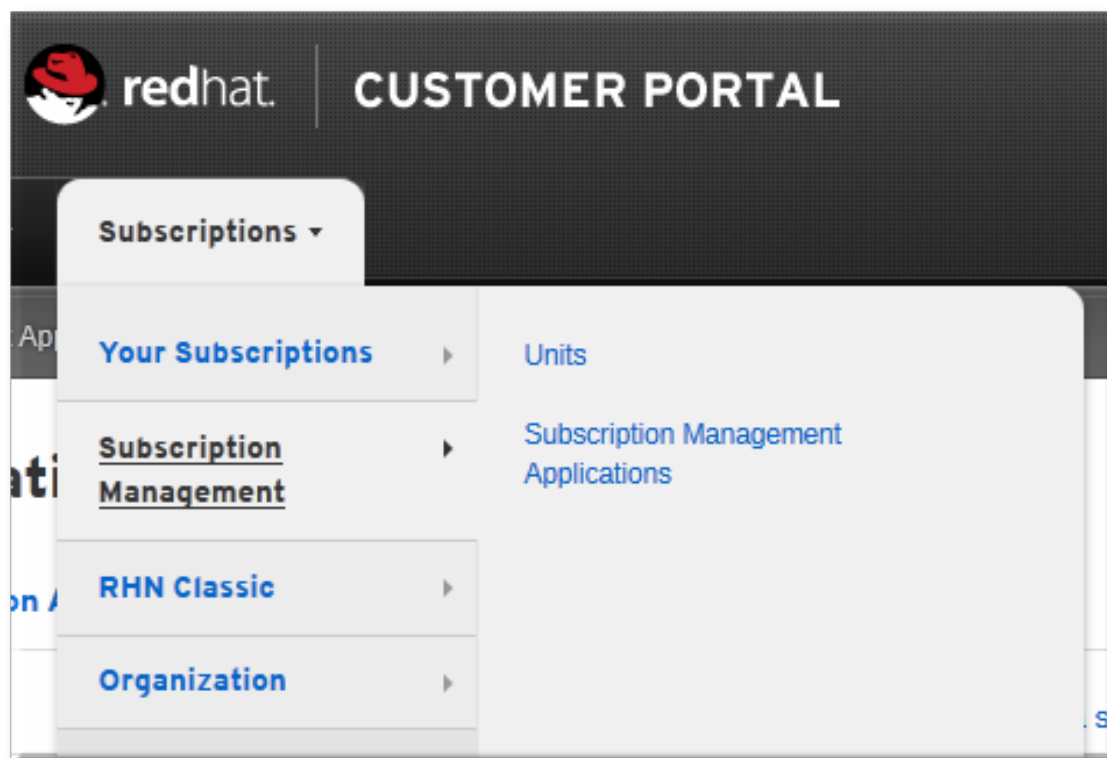 redhat.
CUSTOMER PORTAL
Subscriptions
Your Subscriptions
Units
Subscription
Management
Subscription Management
Applications
RHN Classic
Organization